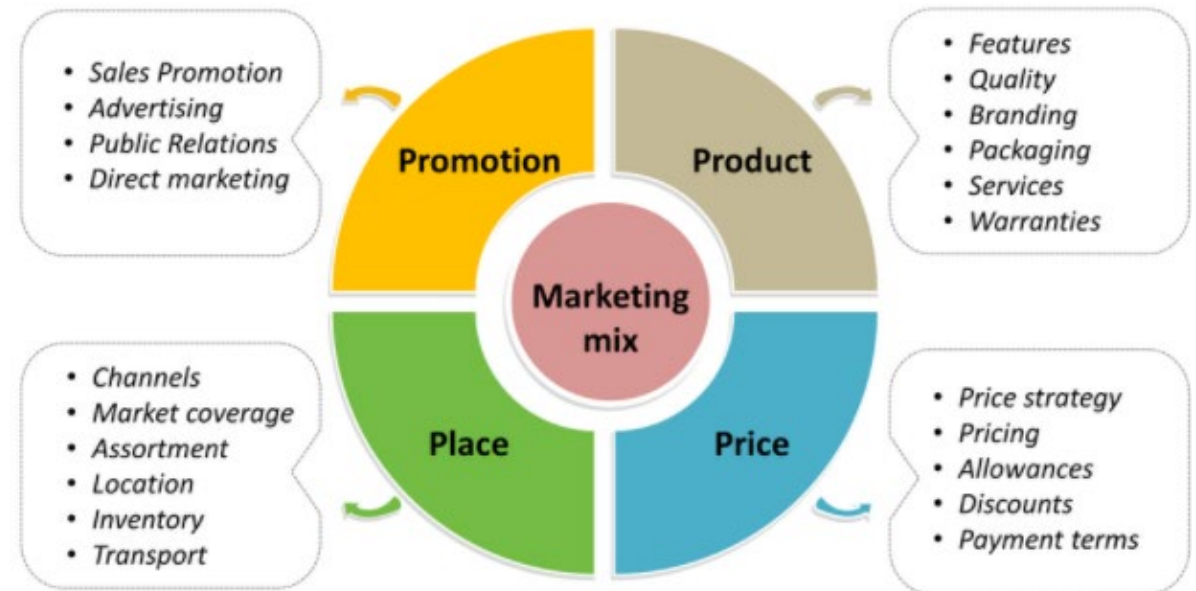 • Sales Promotion
• Advertising
• Public Relations
• Direct marketing
Promotion
Product
• Features
• Quality
• Branding
• Packaging
• Services
• Warranties
Marketing
mix
• Channels
• Market coverage
• Assortment
• Location
• Inventory
• Transport
Place
Price
• Price strategy
• Pricing
• Allowances
• Discounts
• Payment terms